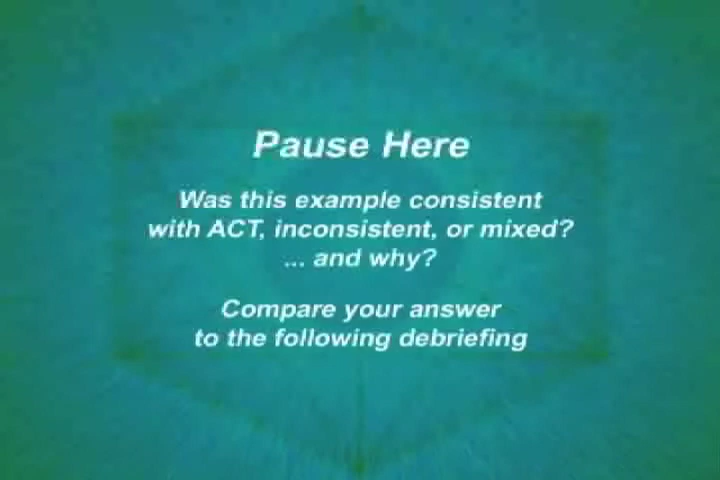 Pause Here
Was this example consistent
with ACT, inconsistent, or mixed?
... and why?
Compare your answer
to the following debriefing